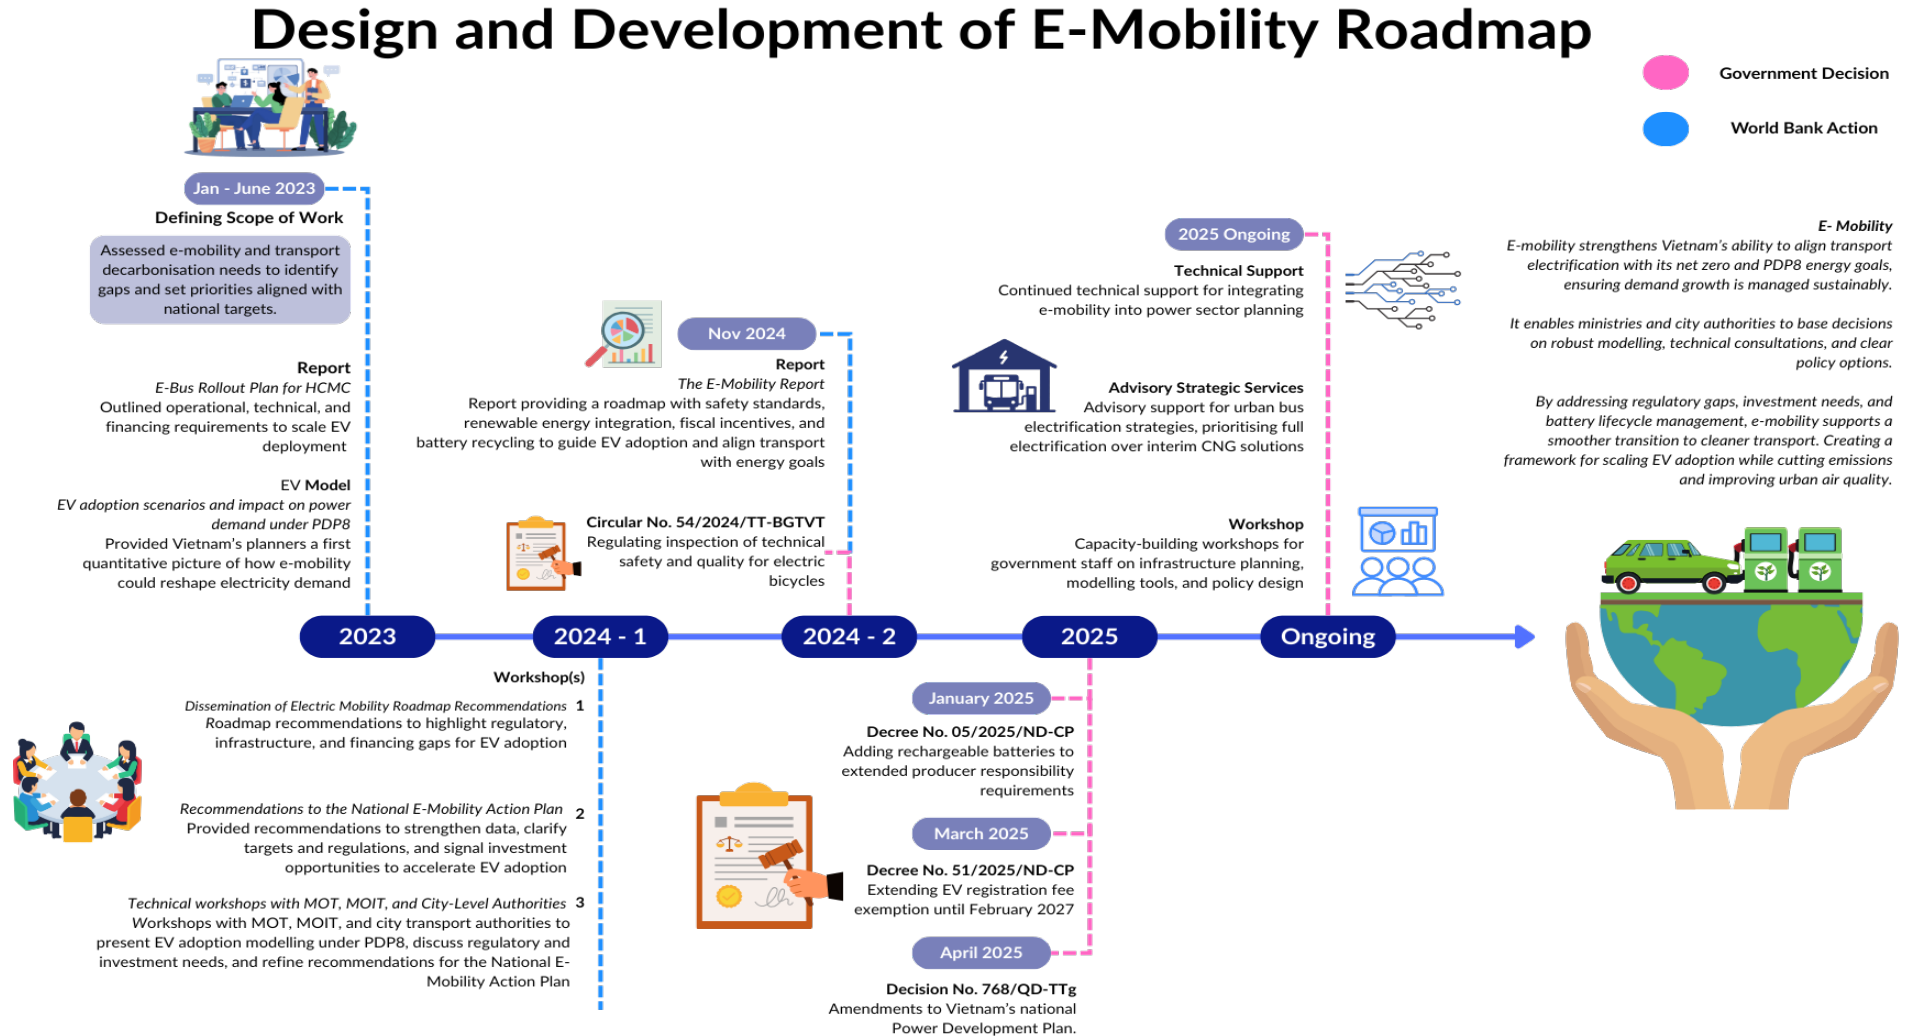 Design and Development of E-Mobility Roadmap
Government Decision
World Bank Action
Jan - June 2023
Defining Scope of Work
Assessed e-mobility and transport
decarbonisation needs to identify
gaps and set priorities aligned with
national targets.
Report
E-Bus Rollout Plan for HCMC
Outlined operational, technical, and
financing requirements to scale EV
deployment
EV Model
EV adoption scenarios and impact on power
demand under PDP8
Provided Vietnam's planners a first
quantitative picture of how e-mobility
could reshape electricity demand
Nov 2024
Report
The E-Mobility Report
Report providing a roadmap with safety standards,
renewable energy integration, fiscal incentives, and
battery recycling to guide EV adoption and align transport
with energy goals
Circular No. 54/2024/TT-BGTVT
Regulating inspection of technical
safety and quality for electric
bicycles
2025 Ongoing
Technical Support
Continued technical support for integrating
e-mobility into power sector planning
Advisory Strategic Services
Advisory support for urban bus
electrification strategies, prioritising full
electrification over interim CNG solutions
Workshop
Capacity-building workshops for
government staff on infrastructure planning,
modelling tools, and policy design
E- Mobility
E-mobility strengthens Vietnam's ability to align transport
electrification with its net zero and PDP8 energy goals,
ensuring demand growth is managed sustainably.
It enables ministries and city authorities to base decisions
on robust modelling, technical consultations, and clear
policy options.
By addressing regulatory gaps, investment needs, and
battery lifecycle management, e-mobility supports a
smoother transition to cleaner transport. Creating a
framework for scaling EV adoption while cutting emissions
and improving urban air quality.
2023
2024 - 1
2024 - 2
2025
Ongoing
Workshop(s)
Dissemination of Electric Mobility Roadmap Recommendations 1
Roadmap recommendations to highlight regulatory,
infrastructure, and financing gaps for EV adoption
Recommendations to the National E-Mobility Action Plan 2
Provided recommendations to strengthen data, clarify
targets and regulations, and signal investment
opportunities to accelerate EV adoption
Technical workshops with MOT, MOIT, and City-Level Authorities 3
Workshops with MOT, MOIT, and city transport authorities to
present EV adoption modelling under PDP8, discuss regulatory and
investment needs, and refine recommendations for the National E-
Mobility Action Plan
January 2025
Decree No. 05/2025/ND-CP
Adding rechargeable batteries to
extended producer responsibility
requirements
March 2025
Decree No. 51/2025/ND-CP
Extending EV registration fee
exemption until February 2027
April 2025
Decision No. 768/QD-TTg
Amendments to Vietnam's national
Power Development Plan.